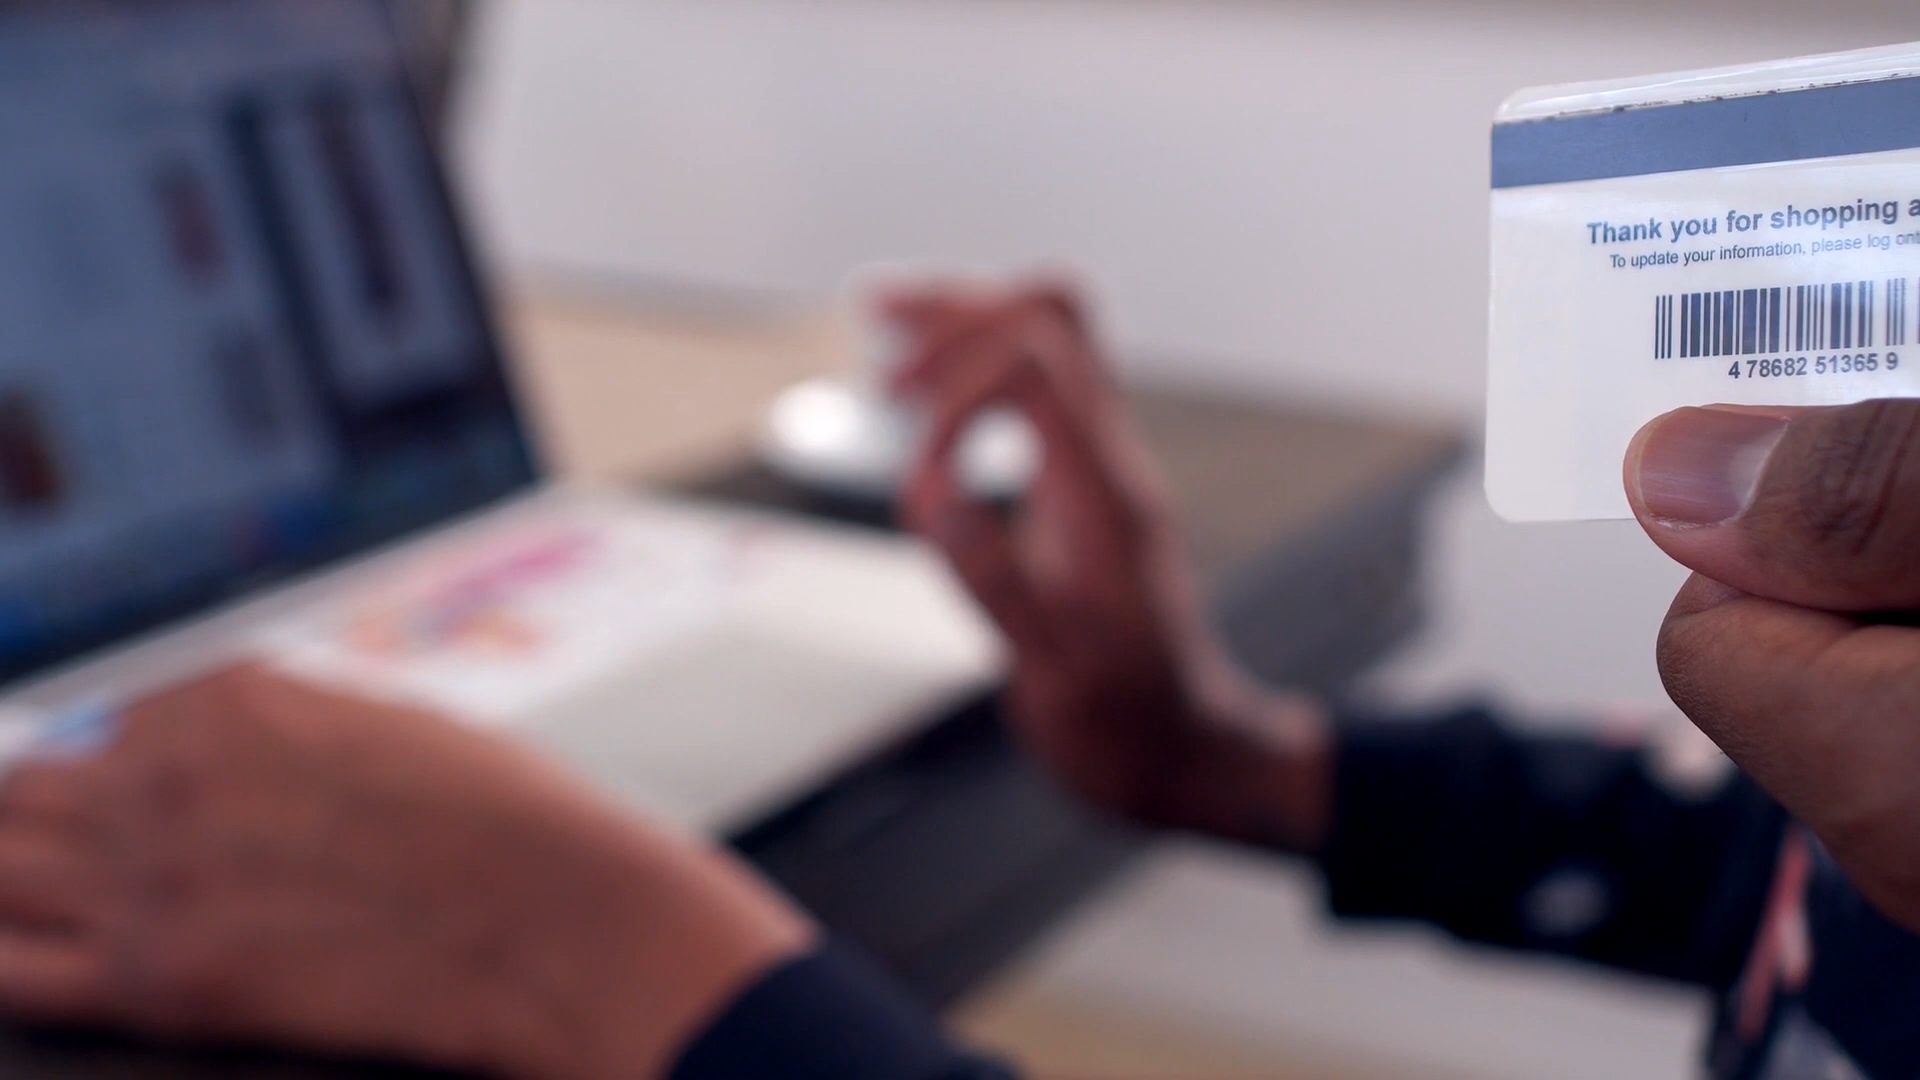 Thank you for shopping a
To update your information, please log ont
4 78682 51365 9